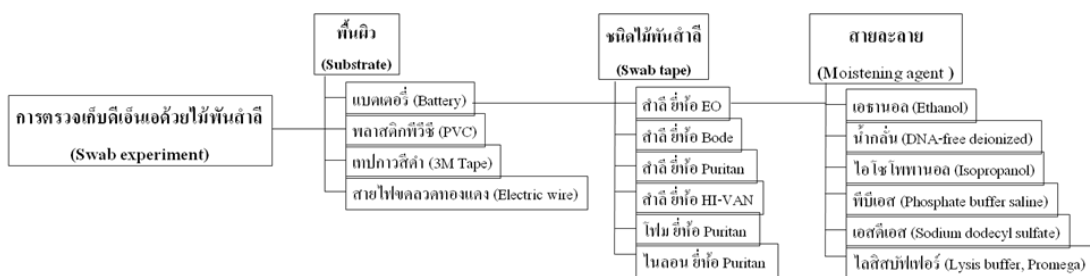 การตรวจเก็บดีเอ็นเอด้วยไม้พันสำลี
(Swab experiment)
พื้นผิว
(Substrate)
แบตเตอรี่ (Battery)
พลาสติกพีวีซี (PVC)
เทปกาวสีดำ (3M Tape)
สายไฟขดลวดทองแดง (Electric wire)
ชนิดไม้พันสำลี
(Swab tape)
สำลี ยี่ห้อ EO
สำลี ยี่ห้อ Bode
สำลี ยี่ห้อ Puritan
สำลี ยี่ห้อ HI-VAN
โฟม ยี่ห้อ Puritan
ไนลอน ยี่ห้อ Puritan
สายละลาย
(Moistening agent )
เอธานอล (Ethanol)
น้ำกลั่น (DNA-free deionized)
ไอโซโพพานอล (Isopropanol)
พีบีเอส (Phosphate buffer saline)
เอสดีเอส (Sodium dodecyl sulfate)
ไลสิสบัฟเฟอร์ (Lysis buffer, Promega)